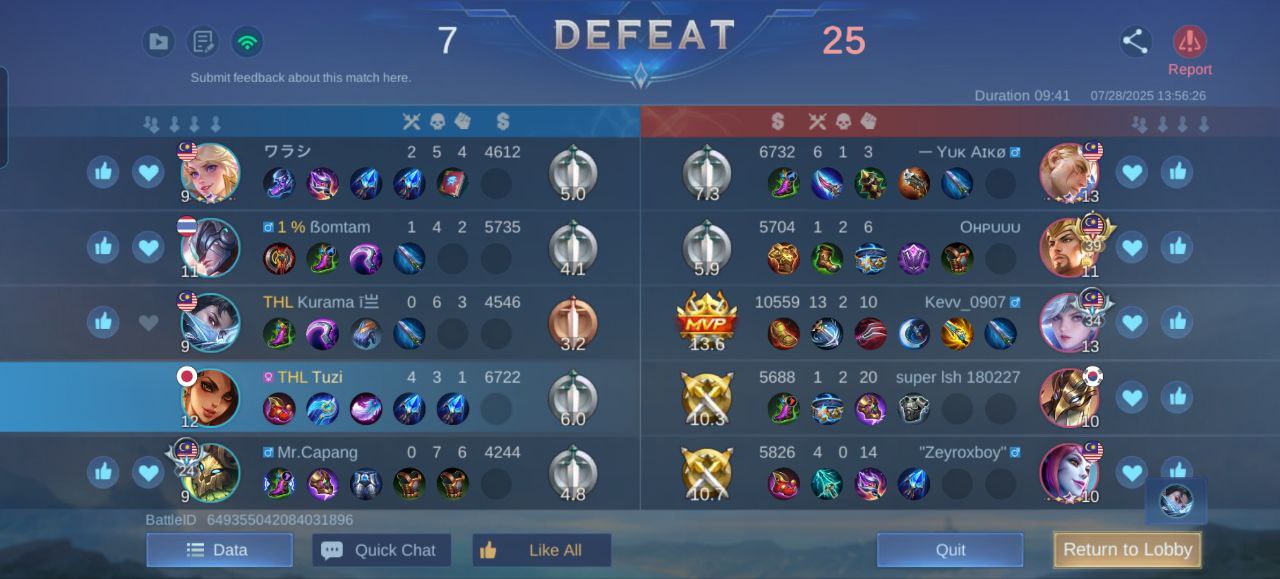 7 DEFEAT 25
Submit feedback about this match here.
Report
Duration 09:41 07/28/2025 13:56:26
ワラシ 2 5 4 4612
9 5.0
6732 6 1 3 — Yuk Aɪkø
7.3 13
1 % ßomtam 1 4 2 5735
11 4.1
5704 1 2 6 Oʜᴘᴜᴜᴜ
5.9 39 11
THL Kurama 0 6 3 4546
9 3.2
10559 13 2 10 Kevv_0907
MVP 13.6 34 13
THL Tuzi 4 3 1 6722
12 6.0
5688 1 2 20 super lsh 180227
10.3 10
Mr.Capang 0 7 6 4244
24 9 4.8
5826 4 0 14 "Zeyroxboy"
10.7 10
BattleID 649355042084031896
Data Quick Chat Like All Quit Return to Lobby